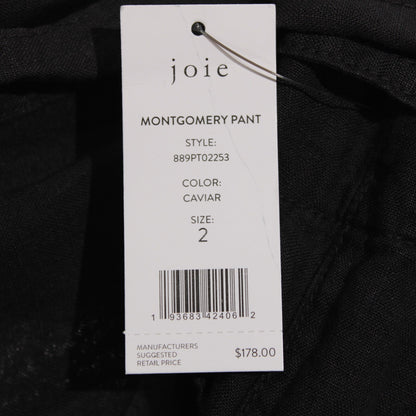 joie
MONTGOMERY PANT
STYLE:
889PT02253
COLOR:
CAVIAR
SIZE:
2
1 93683 42406 2
MANUFACTURERS
SUGGESTED
RETAIL PRICE
$178.00